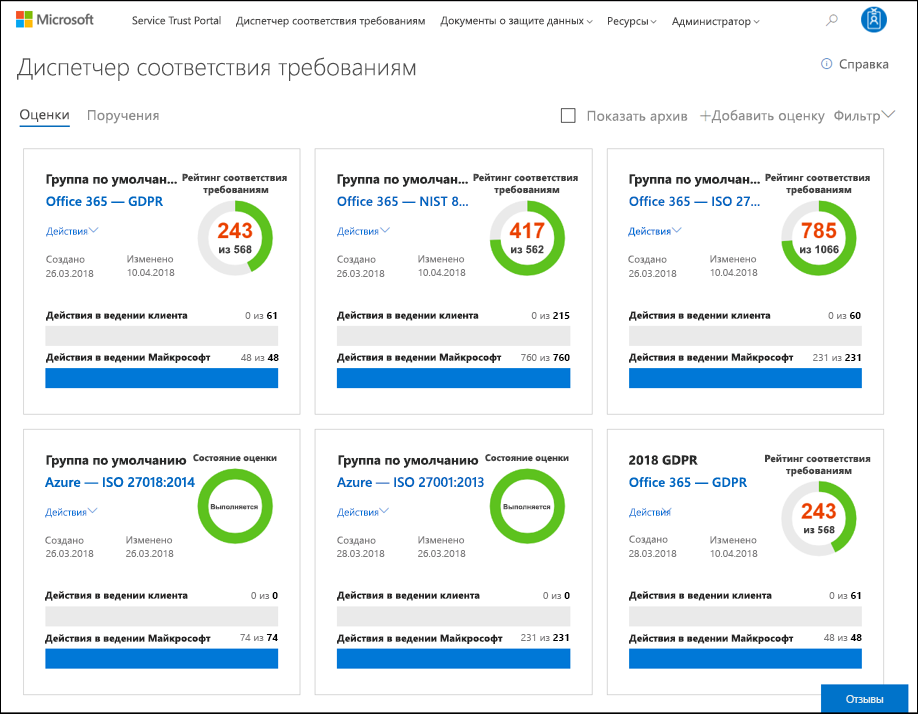 Microsoft
Service Trust Portal Диспетчер соответствия требованиям Документы о защите данных Ресурсы Администратор
Диспетчер соответствия требованиям
Справка
Оценки Поручения
Показать архив +Добавить оценку Фильтр
Группа по умолчан...
Рейтинг соответствия
требованиям
Office 365 — GDPR
243
из 568
Действия
Создано
26.03.2018
Изменено
10.04.2018
Действия в ведении клиента 0 из 61
Действия в ведении Майкрософт 48 из 48
Группа по умолчан...
Рейтинг соответствия
требованиям
Office 365 — NIST 8...
417
из 562
Действия
Создано
26.03.2018
Изменено
10.04.2018
Действия в ведении клиента 0 из 215
Действия в ведении Майкрософт 760 из 760
Группа по умолчан...
Рейтинг соответствия
требованиям
Office 365 — ISO 27...
785
из 1066
Действия
Создано
26.03.2018
Изменено
10.04.2018
Действия в ведении клиента 0 из 60
Действия в ведении Майкрософт 231 из 231
Группа по умолчанию
Состояние оценки
Azure — ISO 27018:2014
Выполняется
Действия
Создано
26.03.2018
Изменено
26.03.2018
Действия в ведении клиента 0 из 0
Действия в ведении Майкрософт 74 из 74
Группа по умолчанию
Состояние оценки
Azure — ISO 27001:2013
Выполняется
Действия
Создано
28.03.2018
Изменено
26.03.2018
Действия в ведении клиента 0 из 0
Действия в ведении Майкрософт 231 из 231
2018 GDPR
Рейтинг соответствия
требованиям
Office 365 — GDPR
243
из 568
Действия
Создано
28.03.2018
Изменено
10.04.2018
Действия в ведении клиента 0 из 61
Действия в ведении Майкрософт 48 из 48
Отзывы